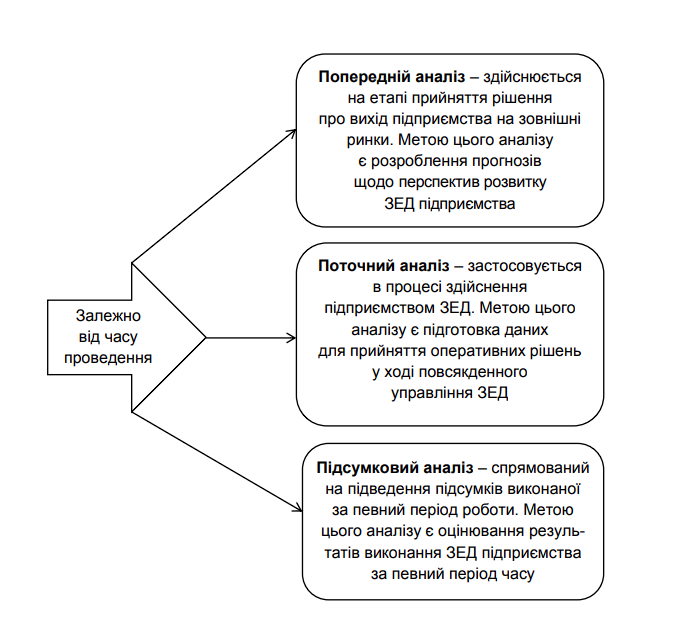 Попередній аналіз – здійснюється
на етапі прийняття рішення
про вихід підприємства на зовнішні
ринки. Метою цього аналізу
є розроблення прогнозів
щодо перспектив розвитку
ЗЕД підприємства
Залежно
від часу
проведення
Поточний аналіз – застосовується
в процесі здійснення
підприємством ЗЕД. Метою цього
аналізу є підготовка даних
для прийняття оперативних рішень
у ході повсякденного
управління ЗЕД
Підсумковий аналіз – спрямований
на підведення підсумків виконаної
за певний період роботи. Метою
цього аналізу є оцінювання резуль-
татів виконання ЗЕД підприємства
за певний період часу